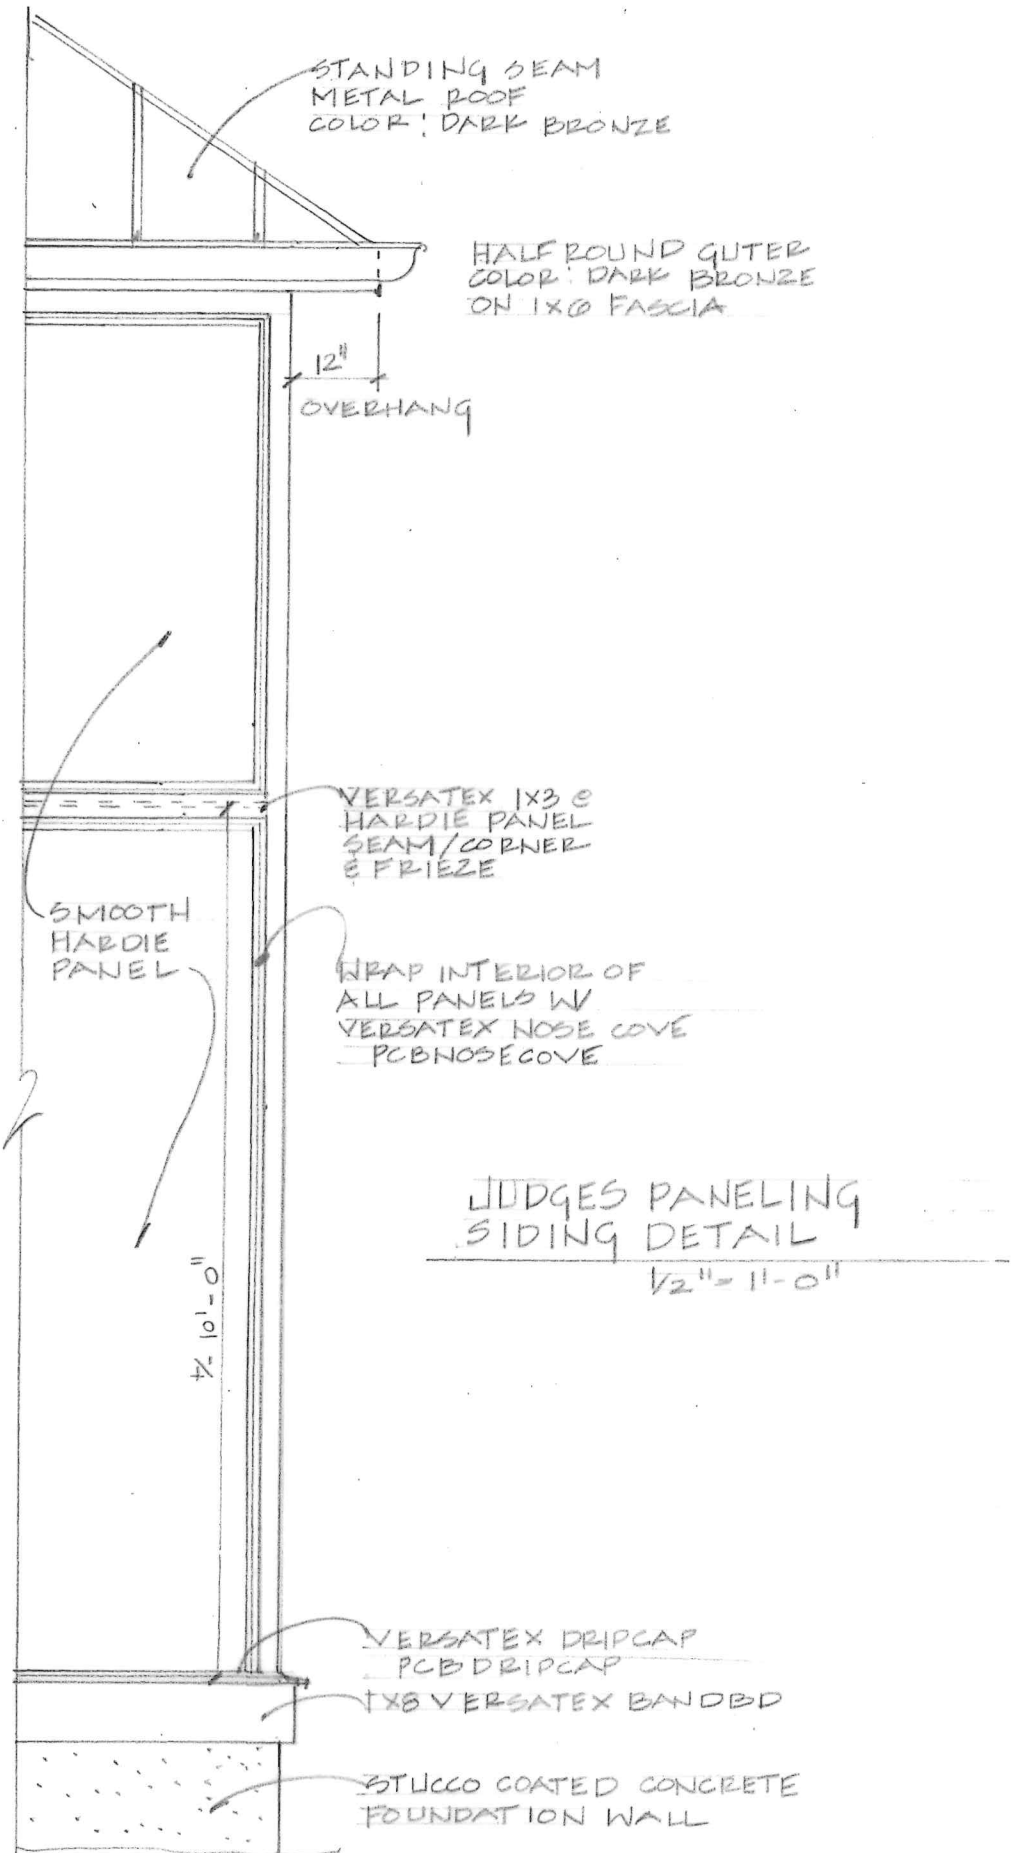 STANDING SEAM
METAL ROOF
COLOR: DARK BRONZE
HALF ROUND GUTER
COLOR: DARK BRONZE
ON 1X6 FASCIA
12"
OVERHANG
VERSATEX 1X3 @
HARDIE PANEL
SEAM/CORNER
& FRIEZE
SMOOTH
HARDIE
PANEL
WRAP INTERIOR OF
ALL PANELS W/
VERSATEX NOSE COVE
PCBNOSECOVE
JUDGES PANELING
SIDING DETAIL
1/2" = 1'-0"
10'-0"
VERSATEX DRIPCAP
PCBDRIPCAP
1X8 VERSATEX BANDBD
STUCCO COATED CONCRETE
FOUNDATION WALL